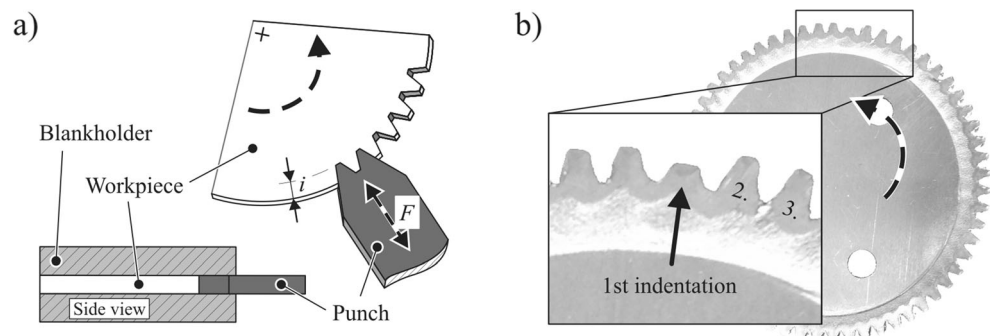 a)
Blankholder
Workpiece
i
F
Side view
Punch
b)
2.
3.
1st indentation